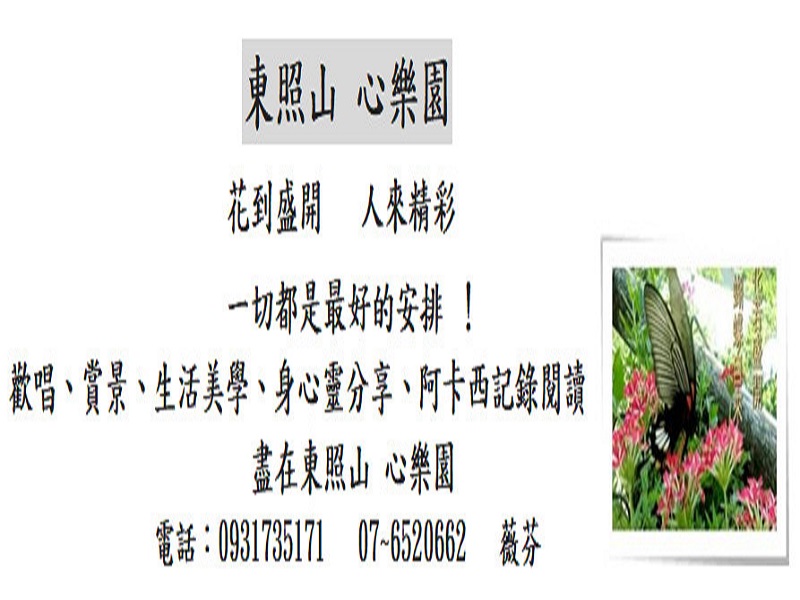 東照山 心樂園
花到盛開 人來精彩
一切都是最好的安排 !
歡唱、賞景、生活美學、身心靈分享、阿卡西記錄閱讀
盡在東照山 心樂園
電話：0931735171 07~6520662 薇芬